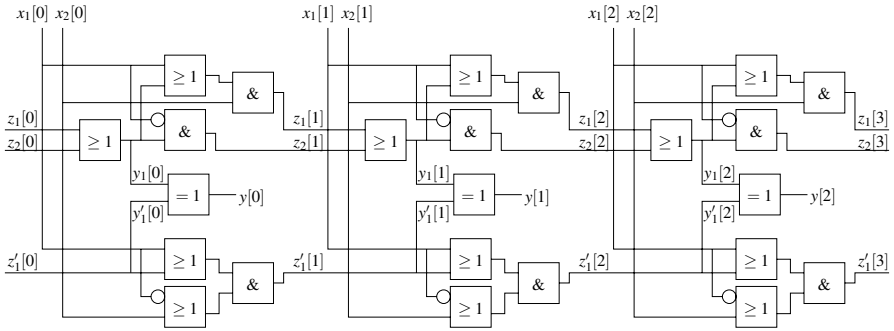 x₁[0] x₂[0] x₁[1] x₂[1] x₁[2] x₂[2]
≥ 1 ≥ 1 ≥ 1
& & &
z₁[0] z₁[1] z₁[2] z₁[3]
≥ 1 & ≥ 1 & ≥ 1 &
z₂[0] z₂[1] z₂[2] z₂[3]
y₁[0] y₁[1] y₁[2]
= 1 y[0] = 1 y[1] = 1 y[2]
y′₁[0] y′₁[1] y′₁[2]
z′₁[0] ≥ 1 z′₁[1] ≥ 1 z′₁[2] ≥ 1 z′₁[3]
& & &
≥ 1 ≥ 1 ≥ 1